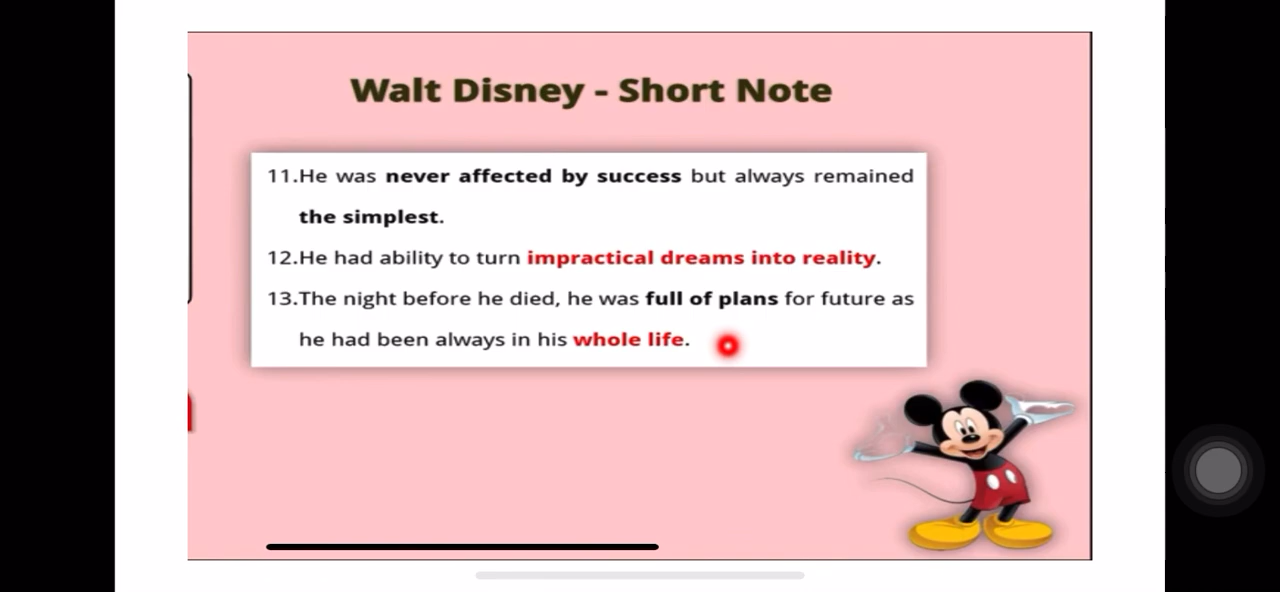 Walt Disney - Short Note
11.He was never affected by success but always remained
the simplest.
12.He had ability to turn impractical dreams into reality.
13.The night before he died, he was full of plans for future as
he had been always in his whole life.